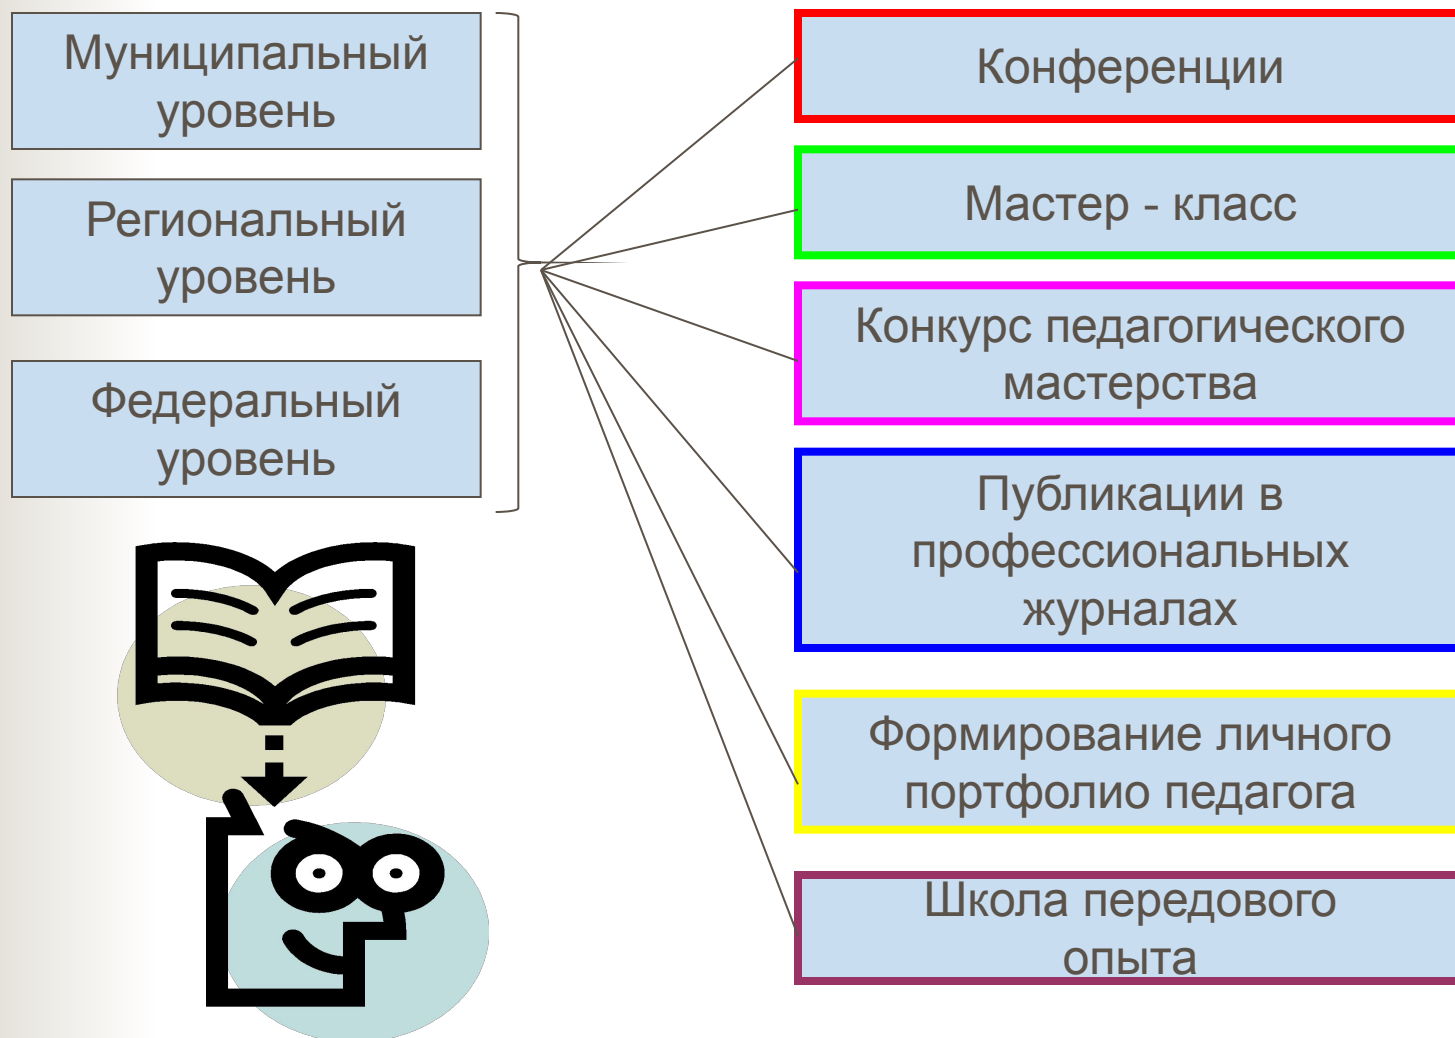 Муниципальный
уровень
Региональный
уровень
Федеральный
уровень
Конференции
Мастер - класс
Конкурс педагогического
мастерства
Публикации в
профессиональных
журналах
Формирование личного
портфолио педагога
Школа передового
опыта